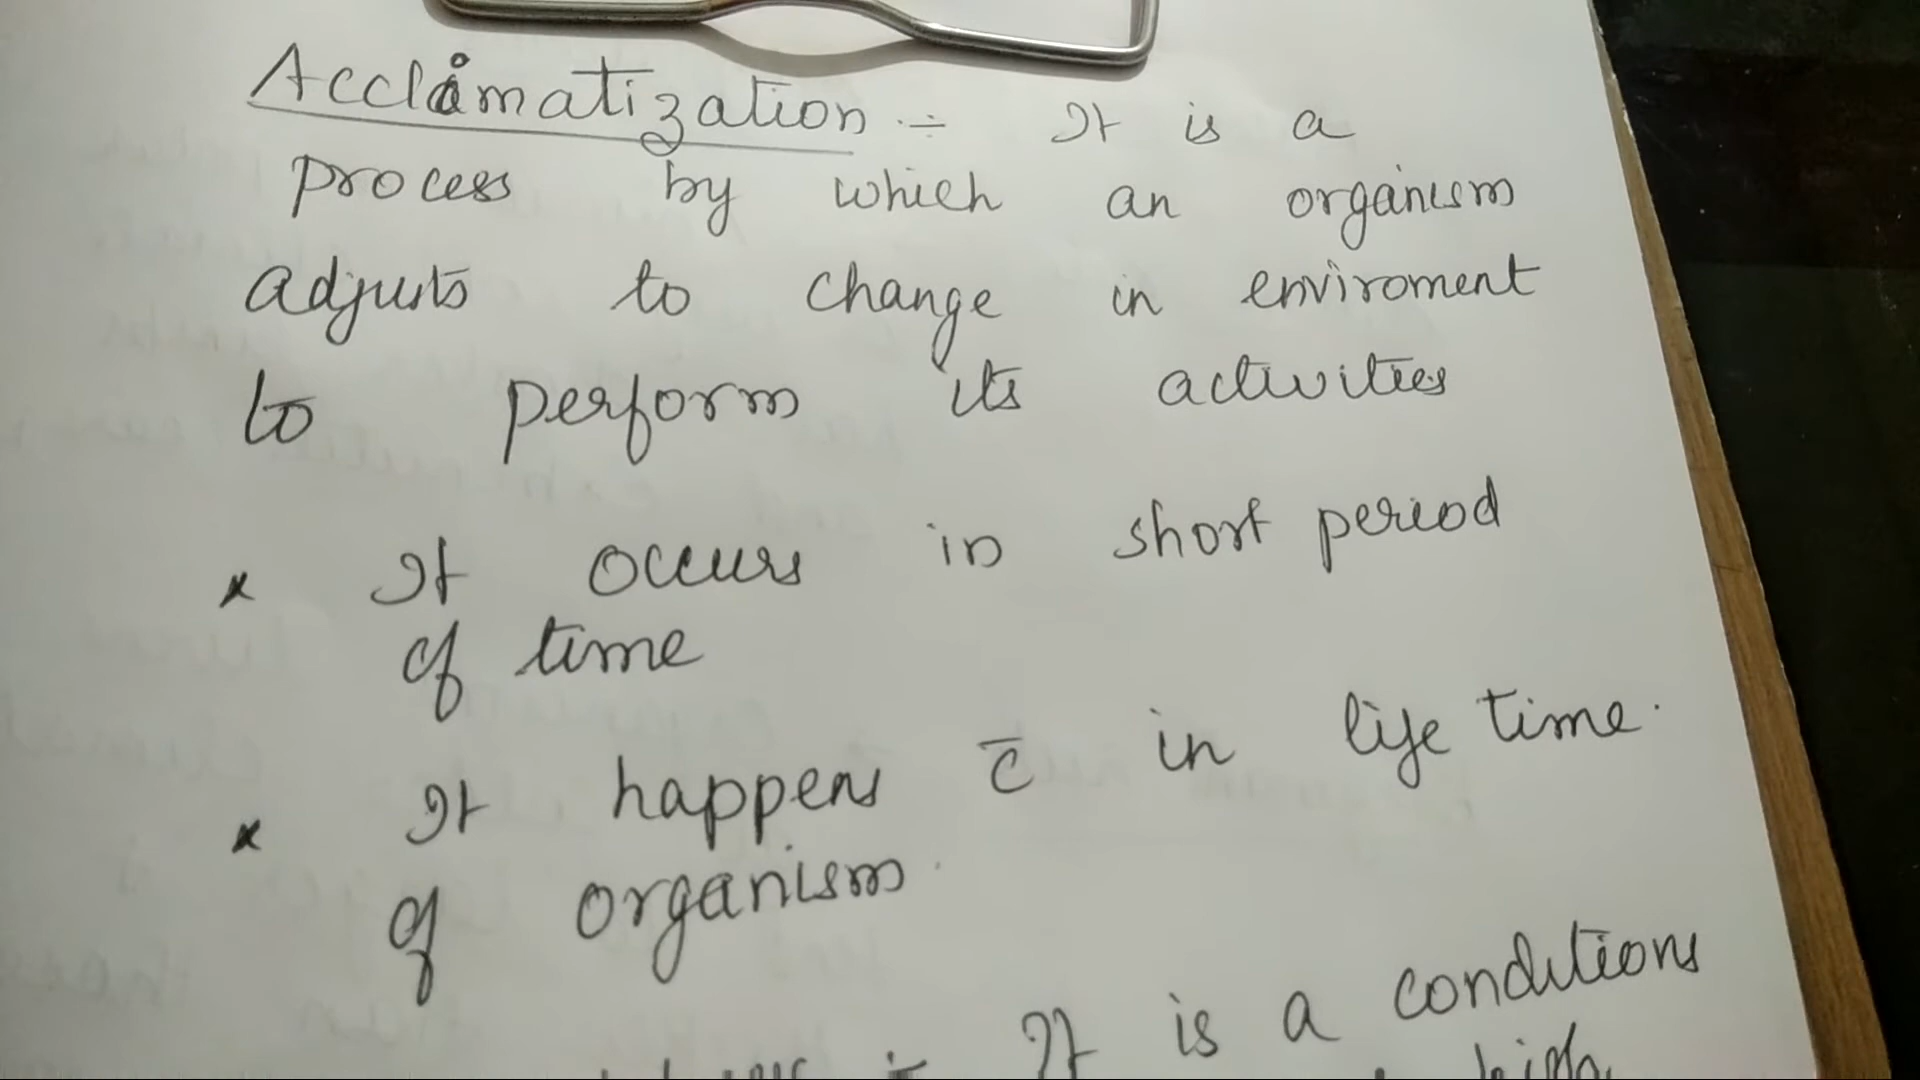 Acclimatization :- It is a
process by which an organism
adjusts to change in enviroment
to perform its activities
x It occurs in short period
of time
x It happens c̄ in life time.
of organism
It is a conditions
high